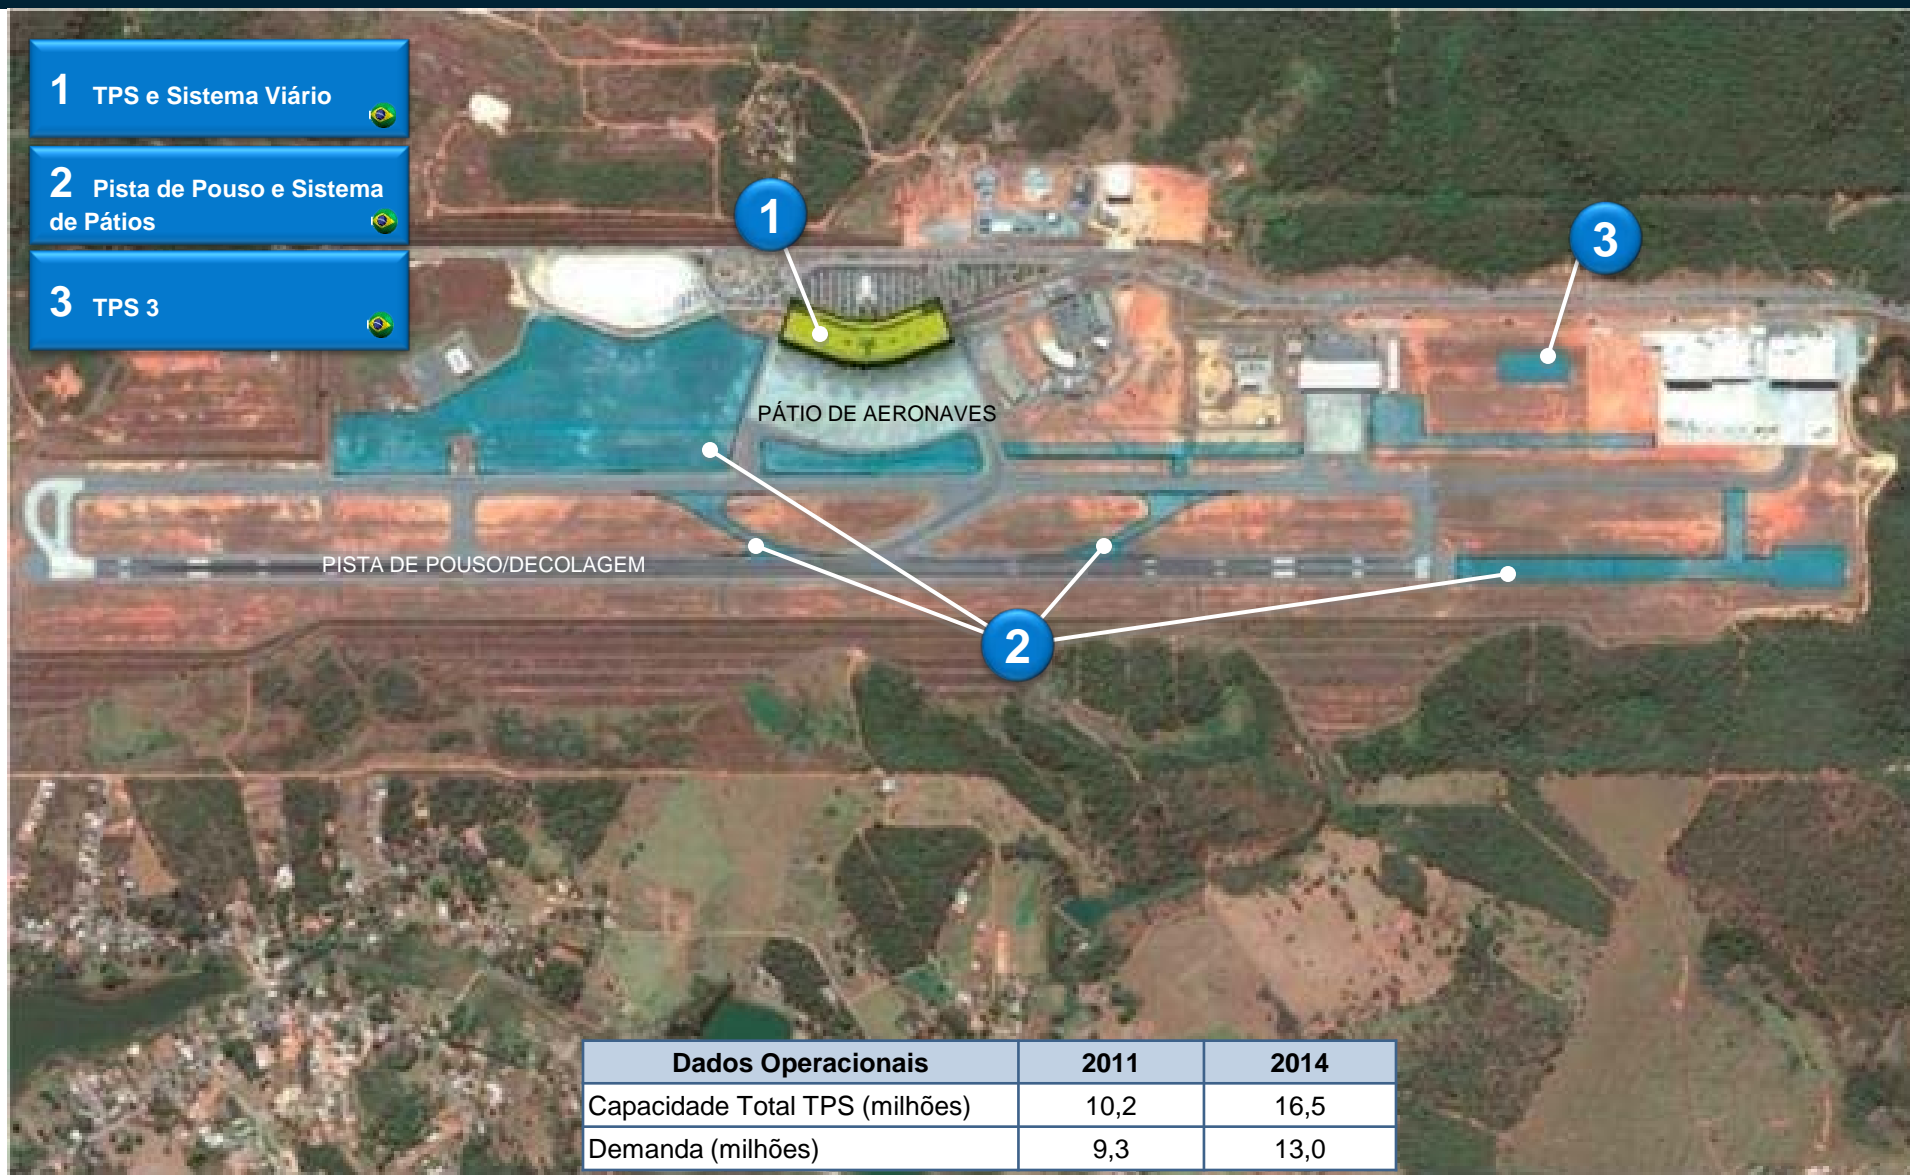 1 TPS e Sistema Viário
2 Pista de Pouso e Sistema
de Pátios
3 TPS 3
1
3
PÁTIO DE AERONAVES
PISTA DE POUSO/DECOLAGEM
2
Dados Operacionais 2011 2014
Capacidade Total TPS (milhões) 10,2 16,5
Demanda (milhões) 9,3 13,0